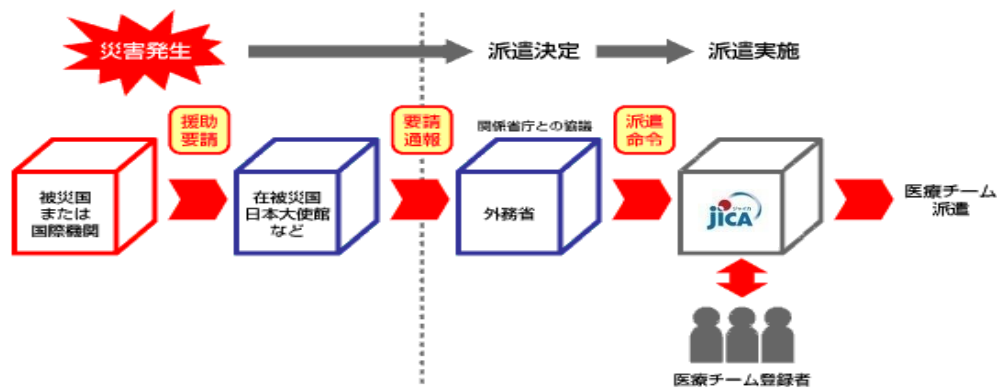 災害発生
派遣決定
派遣実施
援助
要請
要請
通報
関係省庁との協議
派遣
命令
被災国
または
国際機関
在被災国
日本大使館
など
外務省
jICA
医療チーム
派遣
医療チーム登録者